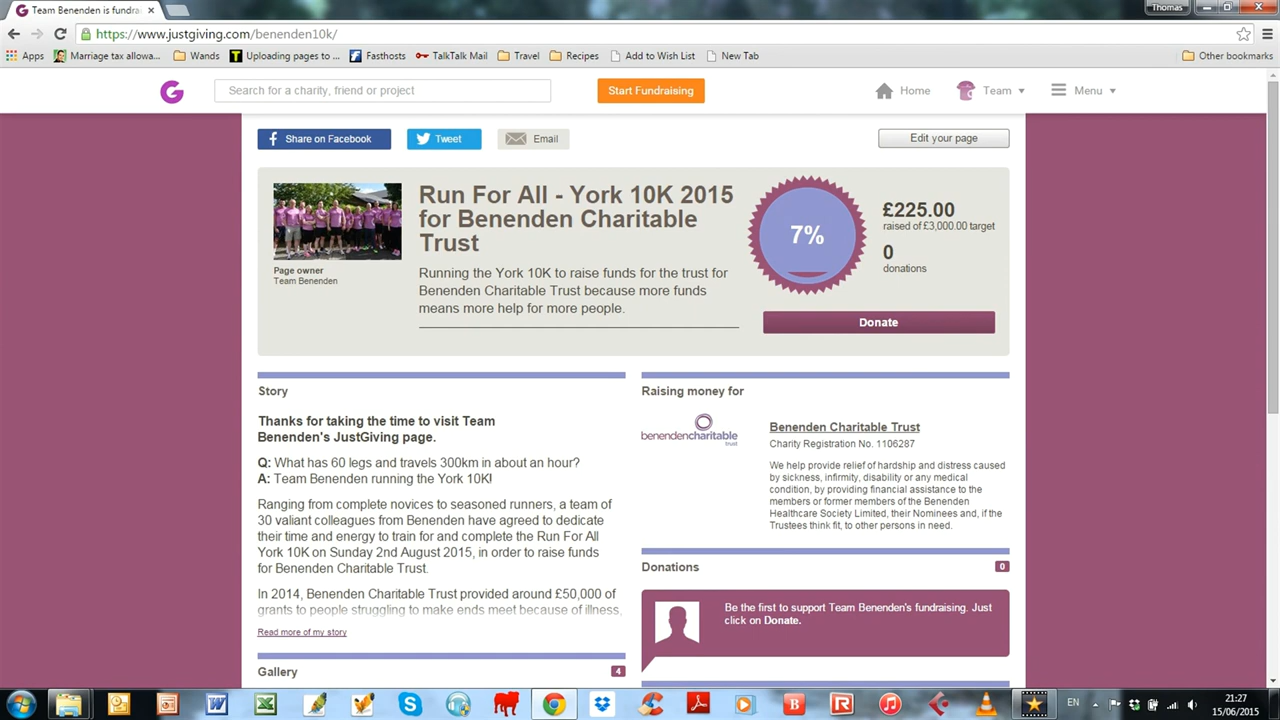 Team Benenden is fundra
Thomas
https://www.justgiving.com/benenden10k/
Apps
Marriage tax allowa...
Wands
Uploading pages to ...
Fasthosts
TalkTalk Mail
Travel
Recipes
Add to Wish List
New Tab
Other bookmarks
Search for a charity, friend or project
Start Fundraising
Home
Team
Menu
Share on Facebook
Tweet
Email
Edit your page
Run For All - York 10K 2015
for Benenden Charitable
Trust
Page owner
Team Benenden
Running the York 10K to raise funds for the trust for
Benenden Charitable Trust because more funds
means more help for more people.
7%
£225.00
raised of £3,000.00 target
0
donations
Donate
Story
Thanks for taking the time to visit Team
Benenden's JustGiving page.
Q: What has 60 legs and travels 300km in about an hour?
A: Team Benenden running the York 10K!
Ranging from complete novices to seasoned runners, a team of
30 valiant colleagues from Benenden have agreed to dedicate
their time and energy to train for and complete the Run For All
York 10K on Sunday 2nd August 2015, in order to raise funds
for Benenden Charitable Trust.
In 2014, Benenden Charitable Trust provided around £50,000 of
grants to people struggling to make ends meet because of illness,
Read more of my story
Gallery
4
Raising money for
bendencharitable
trust
Benenden Charitable Trust
Charity Registration No. 1106287
We help provide relief of hardship and distress caused
by sickness, infirmity, disability or any medical
condition, by providing financial assistance to the
members or former members of the Benenden
Healthcare Society Limited, their Nominees and, if the
Trustees think fit, to other persons in need.
Donations
0
Be the first to support Team Benenden's fundraising. Just
click on Donate.
EN
21:27
15/06/2015